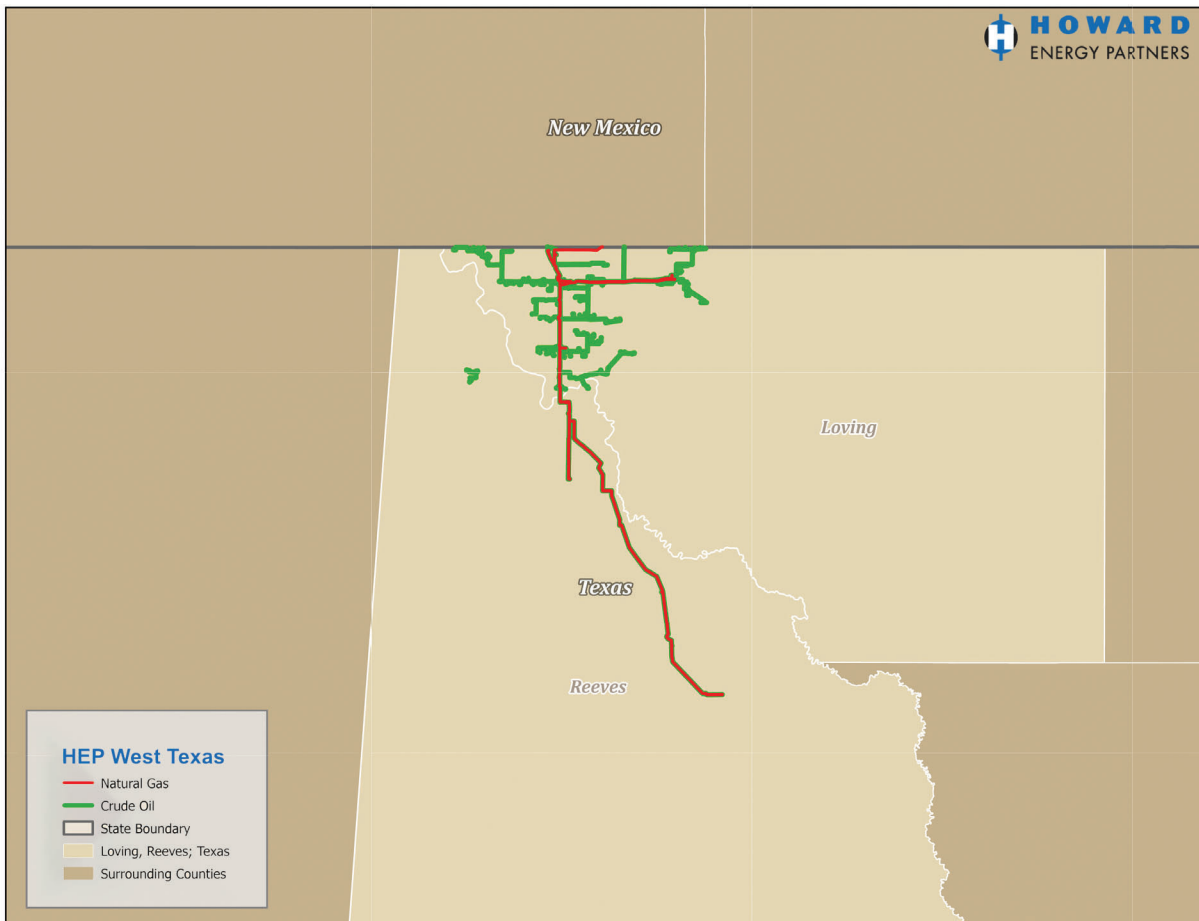 HOWARD
ENERGY PARTNERS
New Mexico
Loving
Texas
Reeves
HEP West Texas
Natural Gas
Crude Oil
State Boundary
Loving, Reeves; Texas
Surrounding Counties